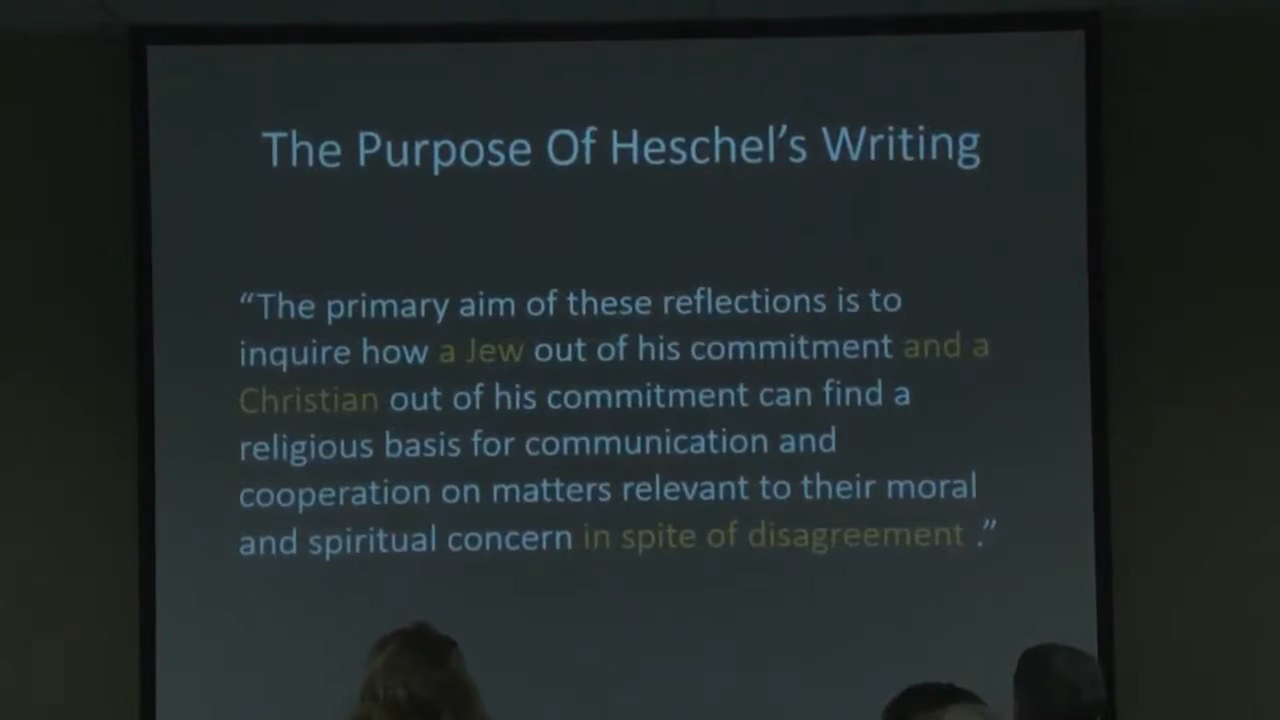 The Purpose Of Heschel's Writing
“The primary aim of these reflections is to
inquire how a Jew out of his commitment and a
Christian out of his commitment can find a
religious basis for communication and
cooperation on matters relevant to their moral
and spiritual concern in spite of disagreement .”